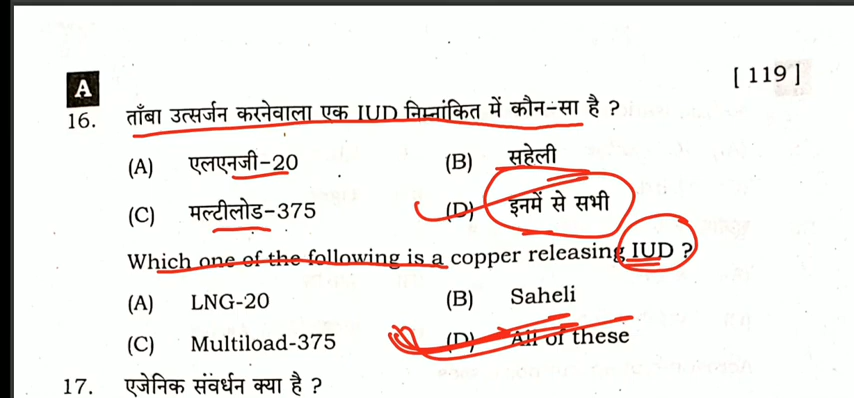 [ 119 ]
A
16. ताँबा उत्सर्जन करनेवाला एक IUD निम्नांकित में कौन-सा है ?
(A) एलएनजी-20 (B) सहेली
(C) मल्टीलोड-375 (D) इनमें से सभी
Which one of the following is a copper releasing IUD ?
(A) LNG-20 (B) Saheli
(C) Multiload-375 (D) All of these
17. एजेनिक संवर्धन क्या है ?